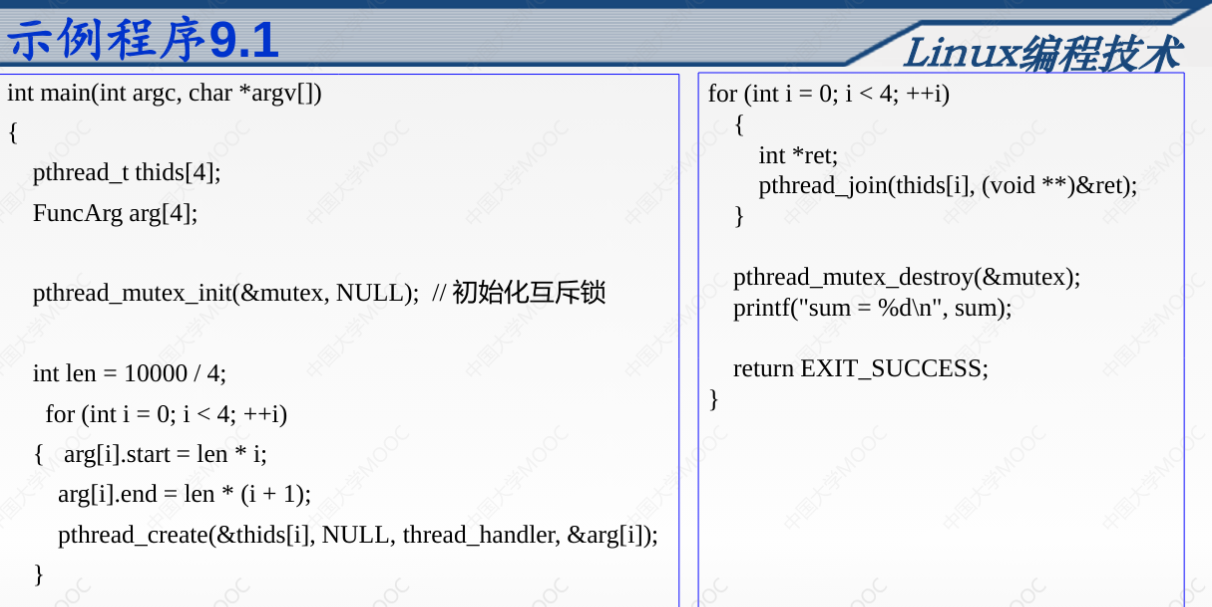 示例程序9.1
Linux编程技术
int main(int argc, char *argv[])
{
pthread_t thids[4];
FuncArg arg[4];
pthread_mutex_init(&mutex, NULL); // 初始化互斥锁
int len = 10000 / 4;
for (int i = 0; i < 4; ++i)
{ arg[i].start = len * i;
arg[i].end = len * (i + 1);
pthread_create(&thids[i], NULL, thread_handler, &arg[i]);
}
for (int i = 0; i < 4; ++i)
{
int *ret;
pthread_join(thids[i], (void **)&ret);
}
pthread_mutex_destroy(&mutex);
printf("sum = %d\n", sum);
return EXIT_SUCCESS;
}
中国大学MOOC